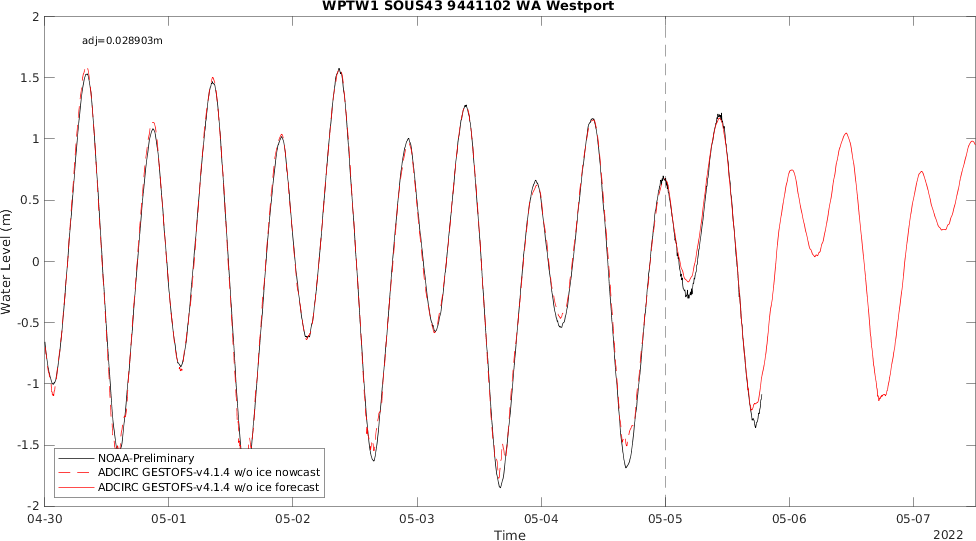 WPTW1 SOUS43 9441102 WA Westport
adj=0.028903m
2
1.5
1
0.5
0
-0.5
-1
-1.5
-2
Water Level (m)
NOAA-Preliminary
ADCIRC GESTOFS-v4.1.4 w/o ice nowcast
ADCIRC GESTOFS-v4.1.4 w/o ice forecast
04-30 05-01 05-02 05-03 05-04 05-05 05-06 05-07
Time
2022